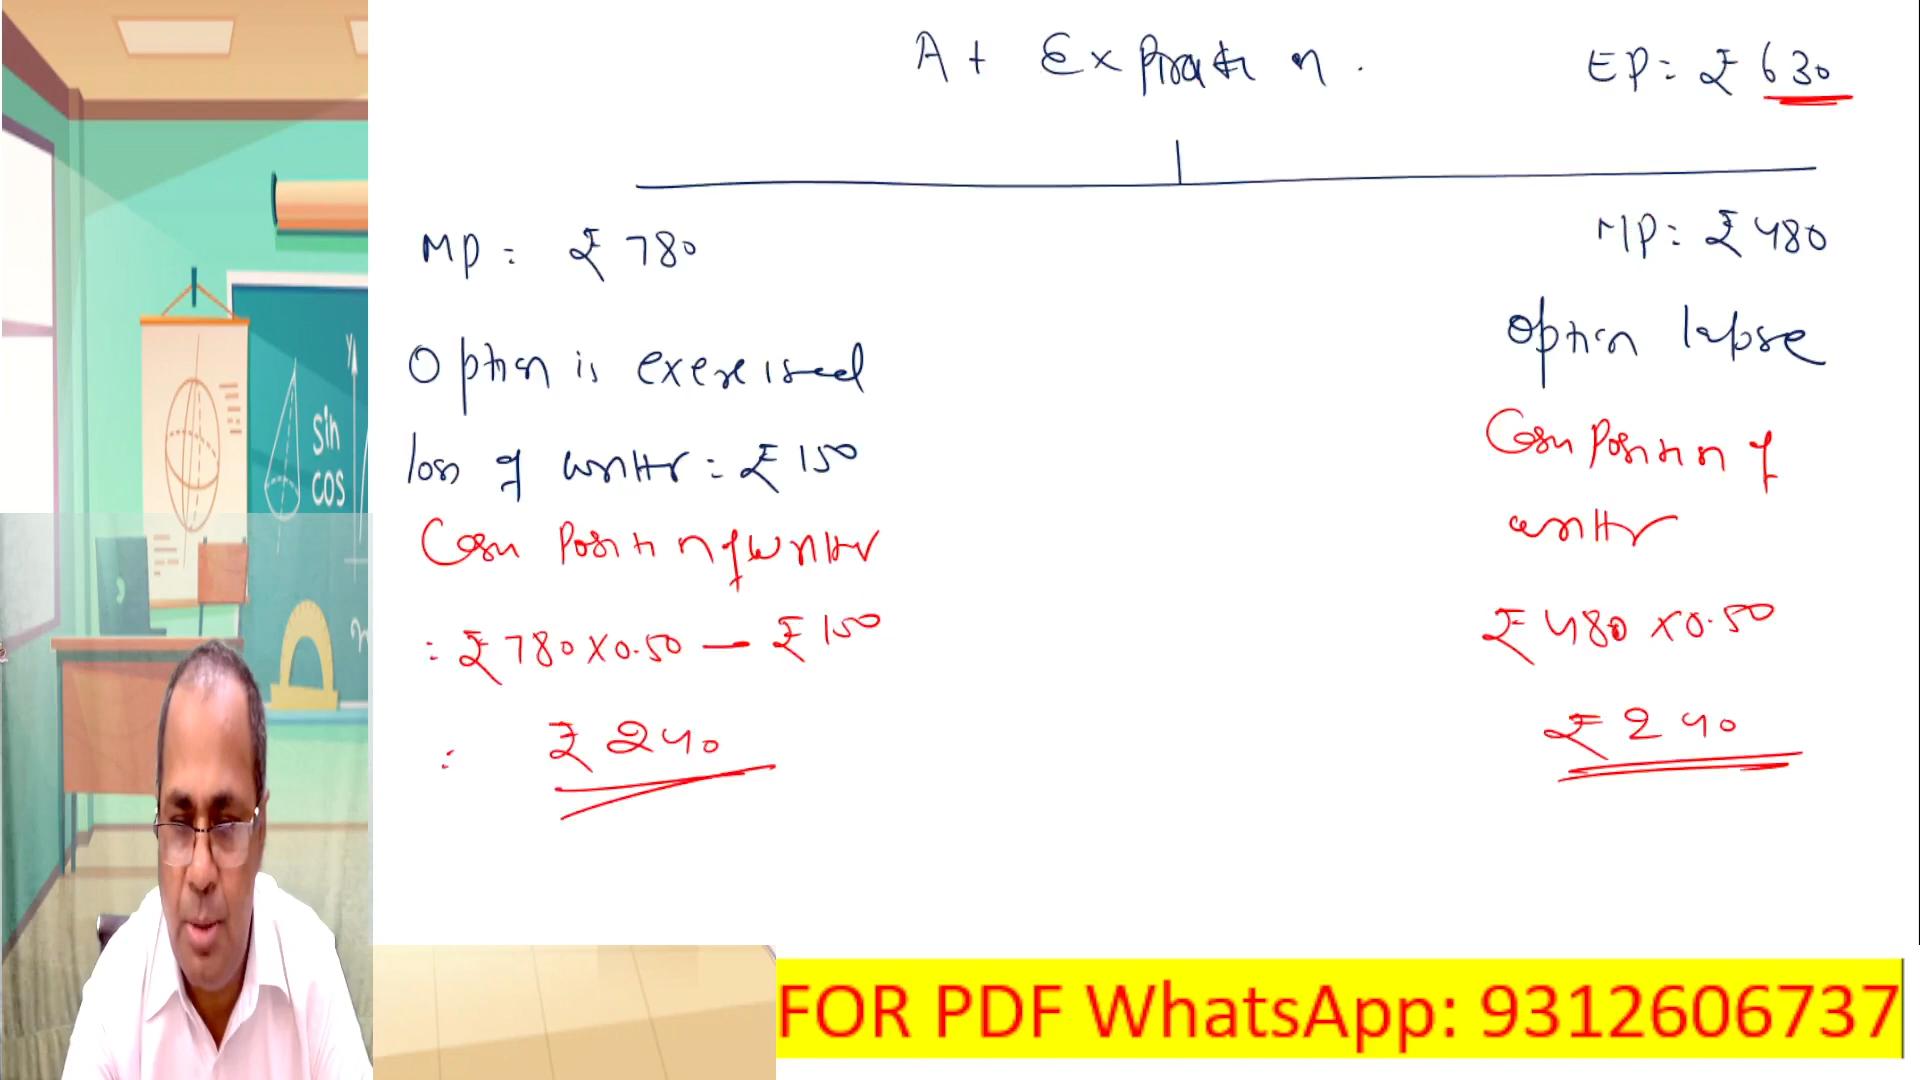 At Expiration.
EP = ₹ 630
MP = ₹ 780
Option is exercised
loss of writer = ₹ 150
Cash Position of writer
= ₹ 780 × 0.50 — ₹ 150
= ₹ 240
MP = ₹ 480
Option lapse
Cash Position of
writer
₹ 480 × 0.50
₹ 240
sin
cos
y
FOR PDF WhatsApp: 9312606737